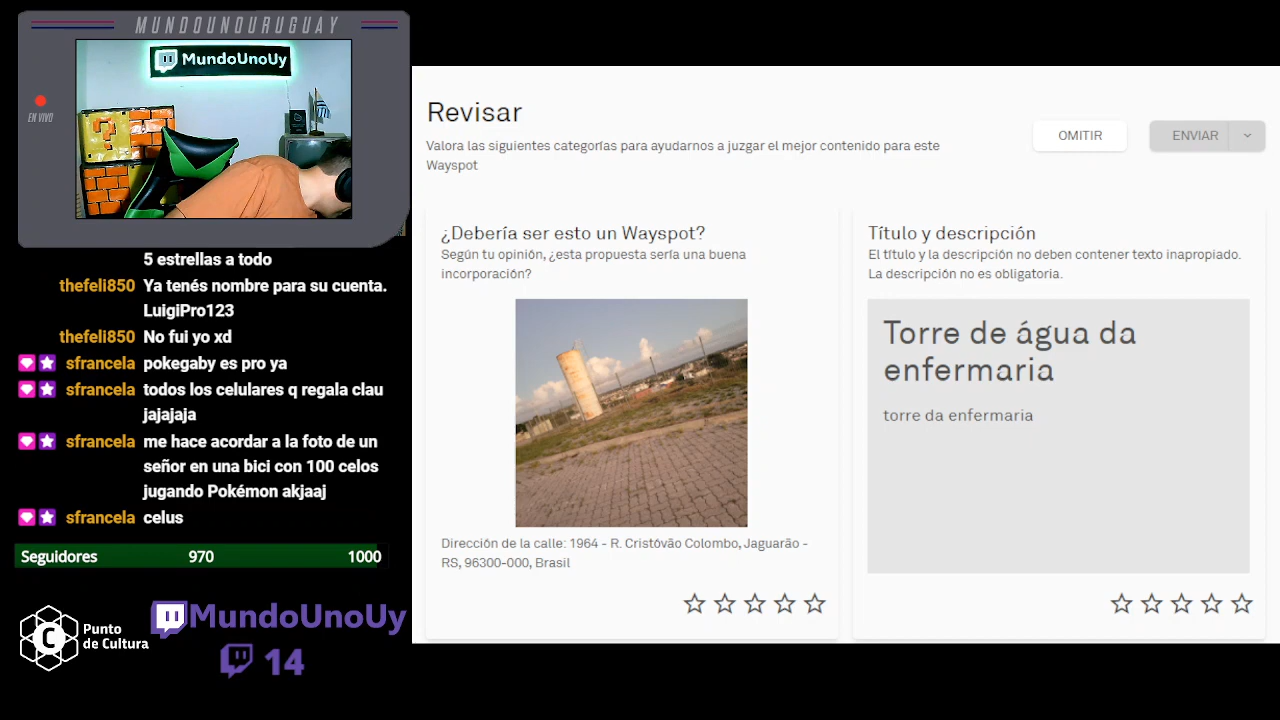 MUNDOUNOURUGUAY
MundoUnoUy
EN VIVO
5 estrellas a todo
thefeli850 Ya tenés nombre para su cuenta.
LuigiPro123
thefeli850 No fui yo xd
sfrancela pokegaby es pro ya
sfrancela todos los celulares q regala clau
jajajaja
sfrancela me hace acordar a la foto de un
señor en una bici con 100 celos
jugando Pokémon akjaaj
sfrancela celus
Seguidores 970 1000
C Punto
de Cultura
MundoUnoUy
14
Revisar
Valora las siguientes categorías para ayudarnos a juzgar el mejor contenido para este
Wayspot
OMITIR
ENVIAR
¿Debería ser esto un Wayspot?
Según tu opinión, ¿esta propuesta sería una buena
incorporación?
Dirección de la calle: 1964 - R. Cristóvão Colombo, Jaguarão -
RS, 96300-000, Brasil
Título y descripción
El título y la descripción no deben contener texto inapropiado.
La descripción no es obligatoria.
Torre de água da
enfermaria
torre da enfermaria